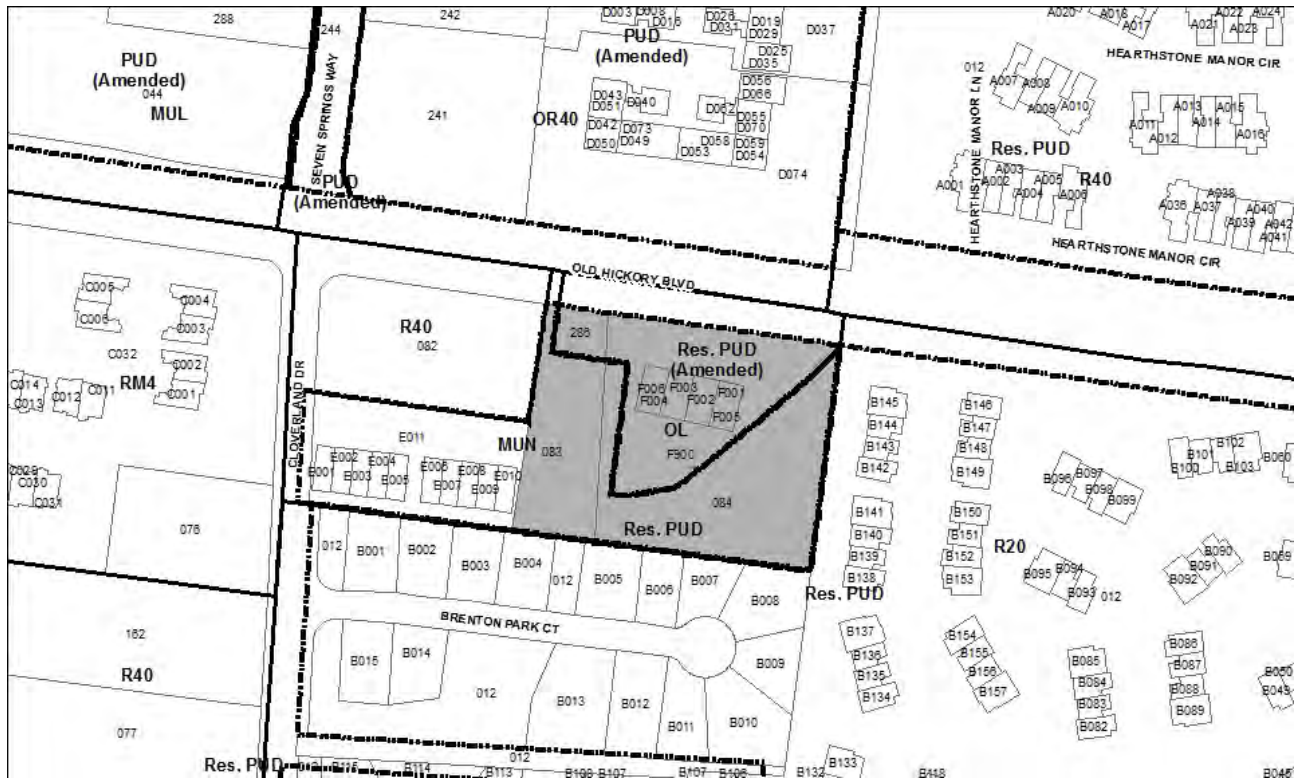 288
244
242
D003
D016
D026
D031
D019
D029
D037
A020
A016
A017
A021
A022
A023
A024
PUD
(Amended)
044
MUL
SEVEN SPRINGS WAY
PUD
(Amended)
D025
D035
HEARTHSTONE MANOR CIR
012
A007
A008
A009
A010
241
OR40
D043
D051
D040
D062
D056
D066
D042
D050
D073
D049
D058
D053
D055
D070
D059
D054
D074
HEARTHSTONE MANOR LN
A011
A012
A013
A014
A015
A016
Res. PUD
R40
A001
A002
A003
A004
A005
A006
A036
A037
A038
A039
A040
A041
A042
PUD
(Amended)
HEARTHSTONE MANOR CIR
OLD HICKORY BLVD
C005
C006
C004
C003
C032
C002
C001
RM4
C014
C013
C012
C011
CLOVERLAND DR
R40
082
286
Res. PUD
(Amended)
F006
F004
F003
F002
F001
F005
OL
F900
MUN
083
084
Res. PUD
E011
E001
E002
E003
E004
E005
E006
E007
E008
E009
E010
C030
C031
076
B145
B144
B143
B142
B146
B147
B148
B149
B096
B097
B098
B099
B100
B101
B102
B103
B141
B140
B139
B138
B150
B151
B152
B153
R20
B095
B094
B093
012
B092
B091
B090
Res. PUD
012
B001
B002
B003
B004
012
B005
B006
B007
B008
BRENTON PARK CT
162
R40
077
B015
B014
012
B013
B012
B011
B010
B009
B137
B136
B135
B134
B154
B155
B156
B157
B085
B084
B083
B082
B086
B087
B088
B089
B050
B049
Res. PUD
B114
B113
012
B107
B106
B132
B133